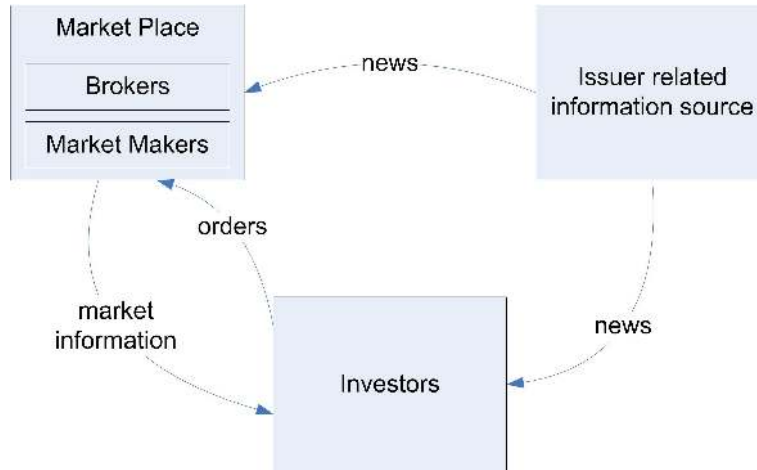 Market Place
Brokers
Market Makers
news
Issuer related
information source
orders
market
information
news
Investors